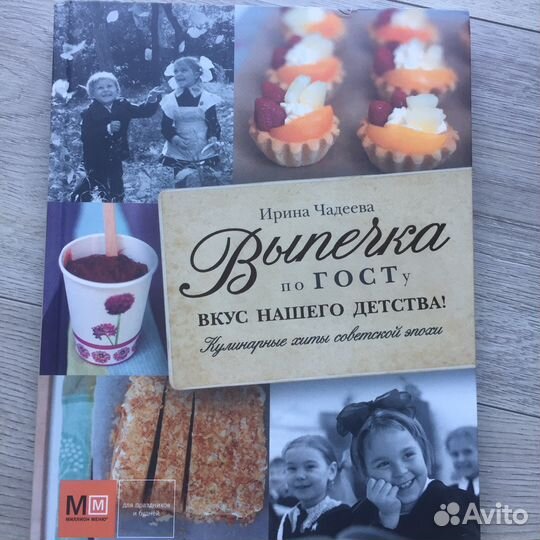 Ирина Чадеева
Выпечка
по ГОСТу
ВКУС НАШЕГО ДЕТСТВА!
Кулинарные хиты советской эпохи
ММ
МИЛЛИОН МЕНЮ®
для праздников
и будней
Avito